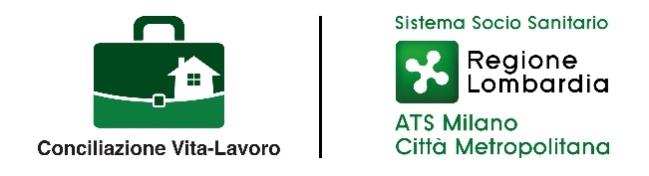 Conciliazione Vita-Lavoro
Sistema Socio Sanitario
Regione
Lombardia
ATS Milano
Città Metropolitana